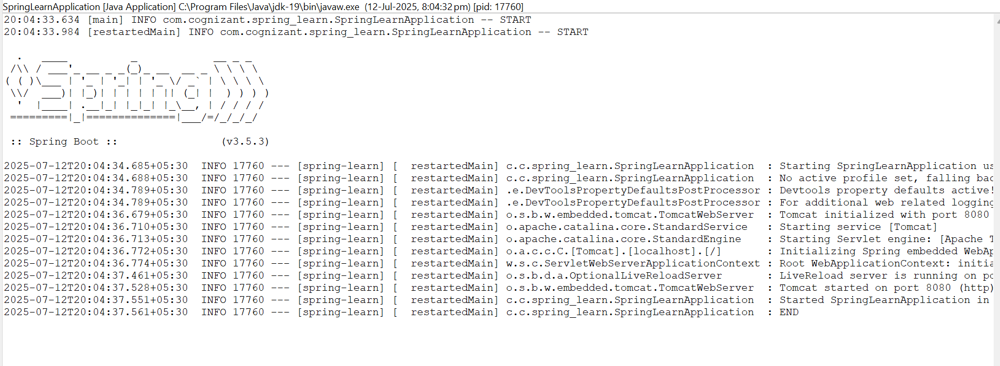 SpringLearnApplication [Java Application] C:\Program Files\Java\jdk-19\bin\javaw.exe  (12-Jul-2025, 8:04:32 pm) [pid: 17760]
20:04:33.634 [main] INFO com.cognizant.spring_learn.SpringLearnApplication -- START
20:04:33.984 [restartedMain] INFO com.cognizant.spring_learn.SpringLearnApplication -- START

  .   ____          _            __ _ _
 /\\ / ___'_ __ _ _(_)_ __  __ _ \ \ \ \
( ( )\___ | '_ | '_| | '_ \/ _` | \ \ \ \
 \\/  ___)| |_)| | | | | || (_| |  ) ) ) )
  '  |____| .__|_| |_|_| |_\__, | / / / /
 =========|_|==============|___/=/_/_/_/

 :: Spring Boot ::                (v3.5.3)

2025-07-12T20:04:34.685+05:30  INFO 17760 --- [spring-learn] [  restartedMain] c.c.spring_learn.SpringLearnApplication  : Starting SpringLearnApplication us
2025-07-12T20:04:34.688+05:30  INFO 17760 --- [spring-learn] [  restartedMain] c.c.spring_learn.SpringLearnApplication  : No active profile set, falling bac
2025-07-12T20:04:34.789+05:30  INFO 17760 --- [spring-learn] [  restartedMain] .e.DevToolsPropertyDefaultsPostProcessor : Devtools property defaults active!
2025-07-12T20:04:34.789+05:30  INFO 17760 --- [spring-learn] [  restartedMain] .e.DevToolsPropertyDefaultsPostProcessor : For additional web related logging
2025-07-12T20:04:36.679+05:30  INFO 17760 --- [spring-learn] [  restartedMain] o.s.b.w.embedded.tomcat.TomcatWebServer  : Tomcat initialized with port 8080
2025-07-12T20:04:36.710+05:30  INFO 17760 --- [spring-learn] [  restartedMain] o.apache.catalina.core.StandardService   : Starting service [Tomcat]
2025-07-12T20:04:36.713+05:30  INFO 17760 --- [spring-learn] [  restartedMain] o.apache.catalina.core.StandardEngine    : Starting Servlet engine: [Apache T
2025-07-12T20:04:36.772+05:30  INFO 17760 --- [spring-learn] [  restartedMain] o.a.c.c.C.[Tomcat].[localhost].[/]       : Initializing Spring embedded WebAp
2025-07-12T20:04:36.774+05:30  INFO 17760 --- [spring-learn] [  restartedMain] w.s.c.ServletWebServerApplicationContext : Root WebApplicationContext: initia
2025-07-12T20:04:37.461+05:30  INFO 17760 --- [spring-learn] [  restartedMain] o.s.b.d.a.OptionalLiveReloadServer       : LiveReload server is running on po
2025-07-12T20:04:37.528+05:30  INFO 17760 --- [spring-learn] [  restartedMain] o.s.b.w.embedded.tomcat.TomcatWebServer  : Tomcat started on port 8080 (http)
2025-07-12T20:04:37.551+05:30  INFO 17760 --- [spring-learn] [  restartedMain] c.c.spring_learn.SpringLearnApplication  : Started SpringLearnApplication in
2025-07-12T20:04:37.561+05:30  INFO 17760 --- [spring-learn] [  restartedMain] c.c.spring_learn.SpringLearnApplication  : END